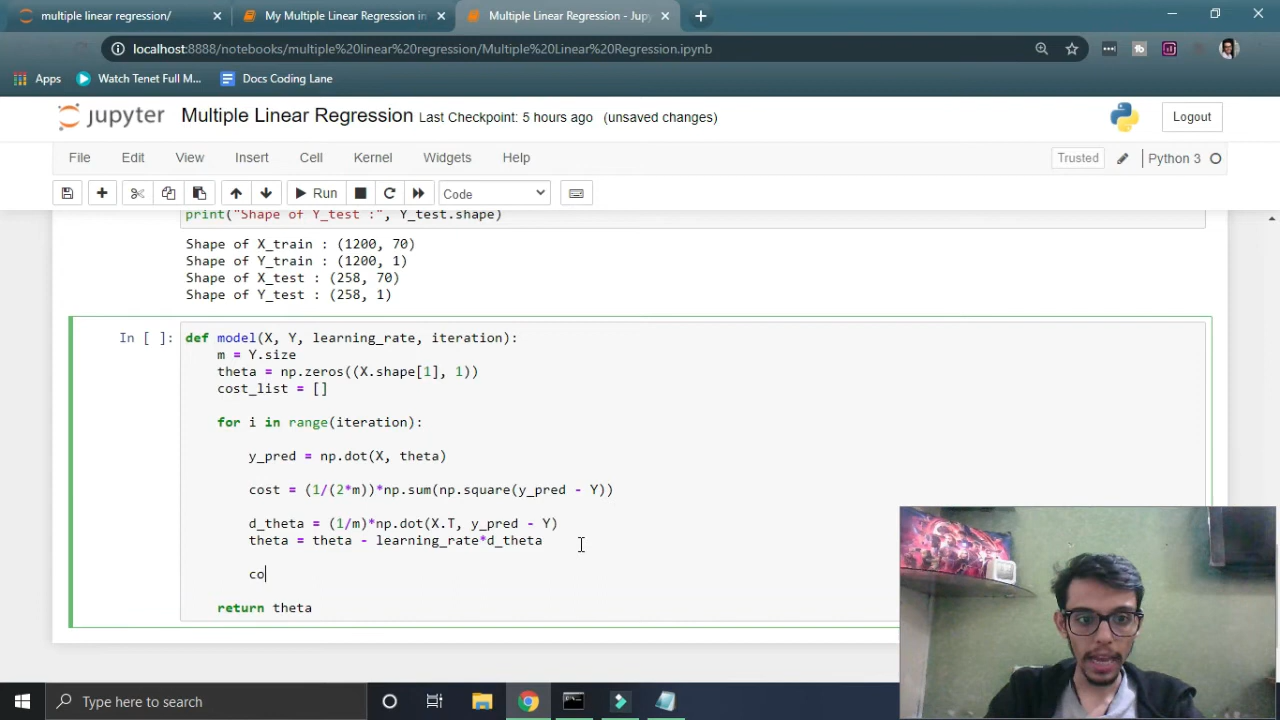 multiple linear regression/
My Multiple Linear Regression in
Multiple Linear Regression - Jupy
localhost:8888/notebooks/multiple%20linear%20regression/Multiple%20Linear%20Regression.ipynb
Apps
Watch Tenet Full M...
Docs Coding Lane
jupyter Multiple Linear Regression Last Checkpoint: 5 hours ago (unsaved changes)
Logout
File Edit View Insert Cell Kernel Widgets Help
Trusted
Python 3
Run
Code
print("Shape of Y_test :", Y_test.shape)
Shape of X_train : (1200, 70)
Shape of Y_train : (1200, 1)
Shape of X_test : (258, 70)
Shape of Y_test : (258, 1)
In [ ]:
def model(X, Y, learning_rate, iteration):
m = Y.size
theta = np.zeros((X.shape[1], 1))
cost_list = []
for i in range(iteration):
y_pred = np.dot(X, theta)
cost = (1/(2*m))*np.sum(np.square(y_pred - Y))
d_theta = (1/m)*np.dot(X.T, y_pred - Y)
theta = theta - learning_rate*d_theta
co
return theta
Type here to search